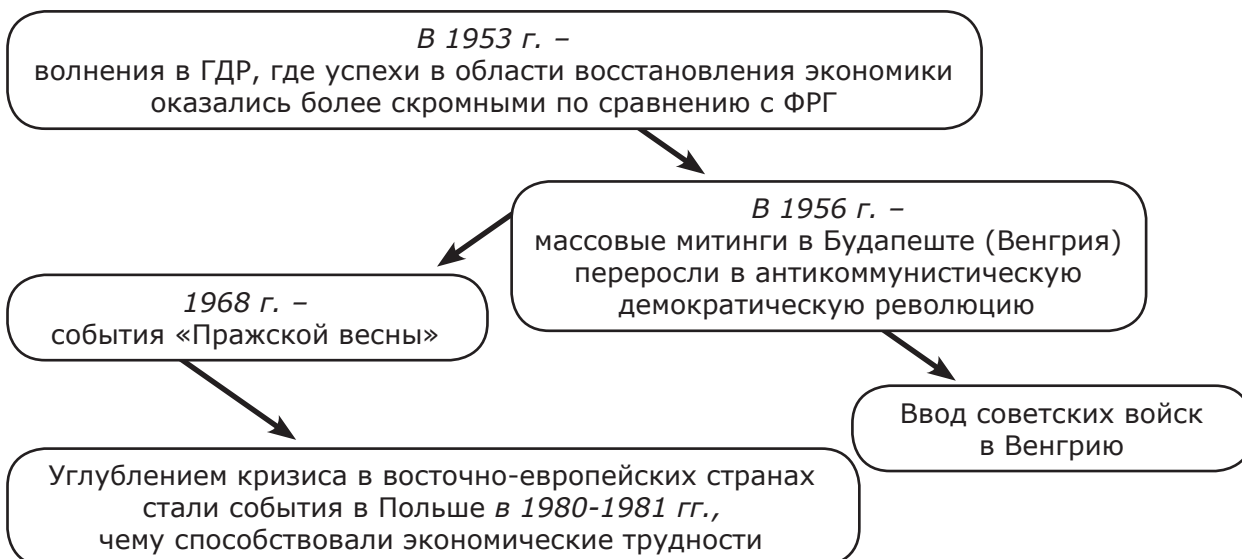 В 1953 г. –
волнения в ГДР, где успехи в области восстановления экономики
оказались более скромными по сравнению с ФРГ
В 1956 г. –
массовые митинги в Будапеште (Венгрия)
переросли в антикоммунистическую
демократическую революцию
1968 г. –
события «Пражской весны»
Ввод советских войск
в Венгрию
Углублением кризиса в восточно-европейских странах
стали события в Польше в 1980-1981 гг.,
чему способствовали экономические трудности